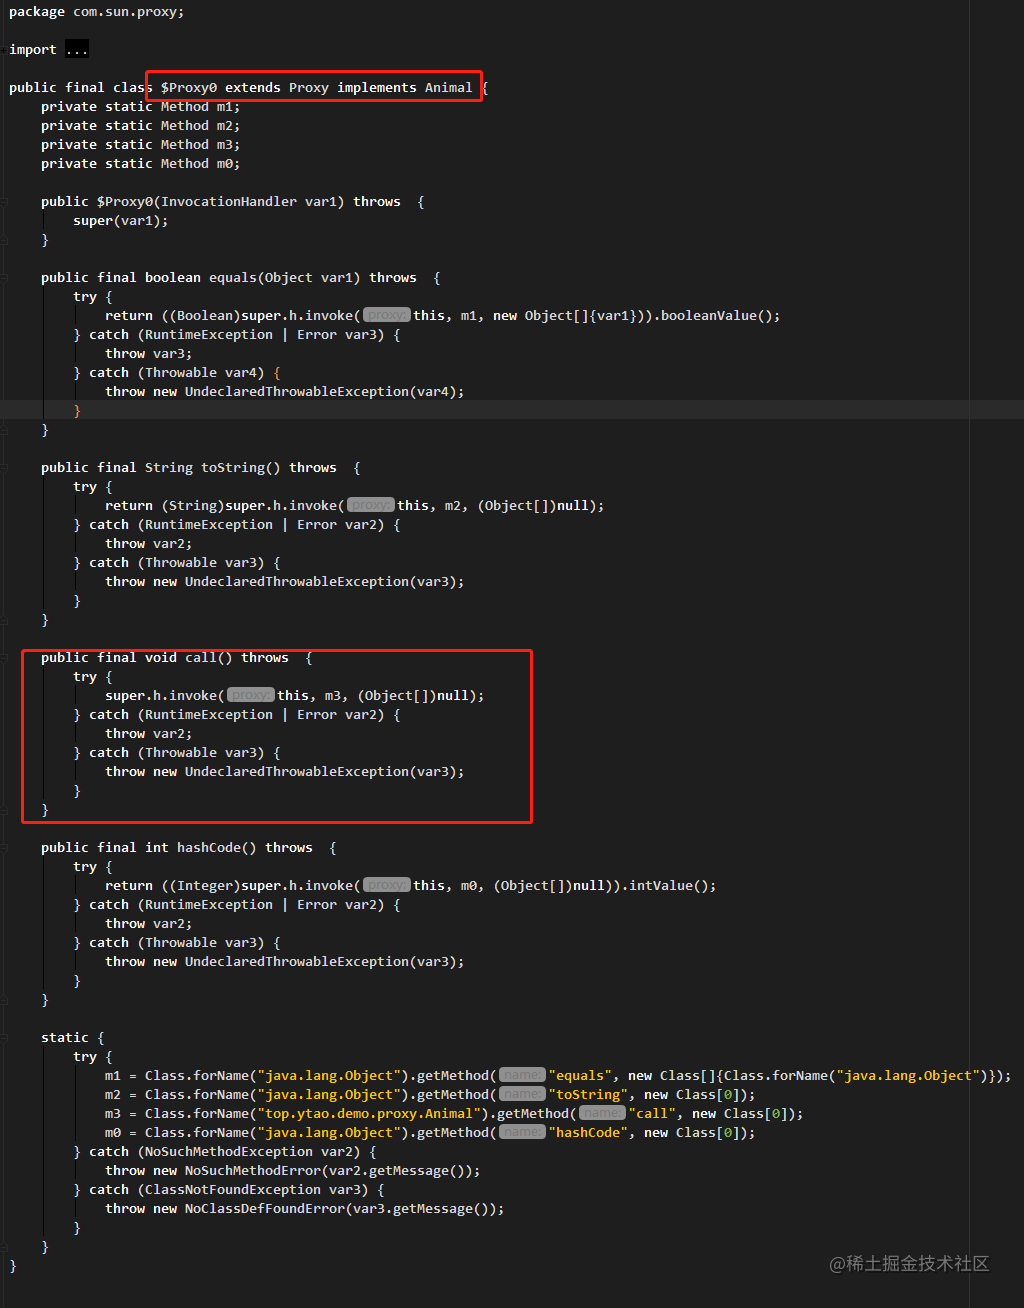 package com.sun.proxy;
import ...
public final class $Proxy0 extends Proxy implements Animal {
    private static Method m1;
    private static Method m2;
    private static Method m3;
    private static Method m0;
    public $Proxy0(InvocationHandler var1) throws  {
        super(var1);
    }
    public final boolean equals(Object var1) throws  {
        try {
            return ((Boolean)super.h.invoke( proxy: this, m1, new Object[]{var1})).booleanValue();
        } catch (RuntimeException | Error var3) {
            throw var3;
        } catch (Throwable var4) {
            throw new UndeclaredThrowableException(var4);
        }
    }
    public final String toString() throws  {
        try {
            return (String)super.h.invoke( proxy: this, m2, (Object[])null);
        } catch (RuntimeException | Error var2) {
            throw var2;
        } catch (Throwable var3) {
            throw new UndeclaredThrowableException(var3);
        }
    }
    public final void call() throws  {
        try {
            super.h.invoke( proxy: this, m3, (Object[])null);
        } catch (RuntimeException | Error var2) {
            throw var2;
        } catch (Throwable var3) {
            throw new UndeclaredThrowableException(var3);
        }
    }
    public final int hashCode() throws  {
        try {
            return ((Integer)super.h.invoke( proxy: this, m0, (Object[])null)).intValue();
        } catch (RuntimeException | Error var2) {
            throw var2;
        } catch (Throwable var3) {
            throw new UndeclaredThrowableException(var3);
        }
    }
    static {
        try {
            m1 = Class.forName("java.lang.Object").getMethod( name: "equals", new Class[]{Class.forName("java.lang.Object")});
            m2 = Class.forName("java.lang.Object").getMethod( name: "toString", new Class[0]);
            m3 = Class.forName("top.ytao.demo.proxy.Animal").getMethod( name: "call", new Class[0]);
            m0 = Class.forName("java.lang.Object").getMethod( name: "hashCode", new Class[0]);
        } catch (NoSuchMethodException var2) {
            throw new NoSuchMethodError(var2.getMessage());
        } catch (ClassNotFoundException var3) {
            throw new NoClassDefFoundError(var3.getMessage());
        }
    }
}
@稀土掘金技术社区